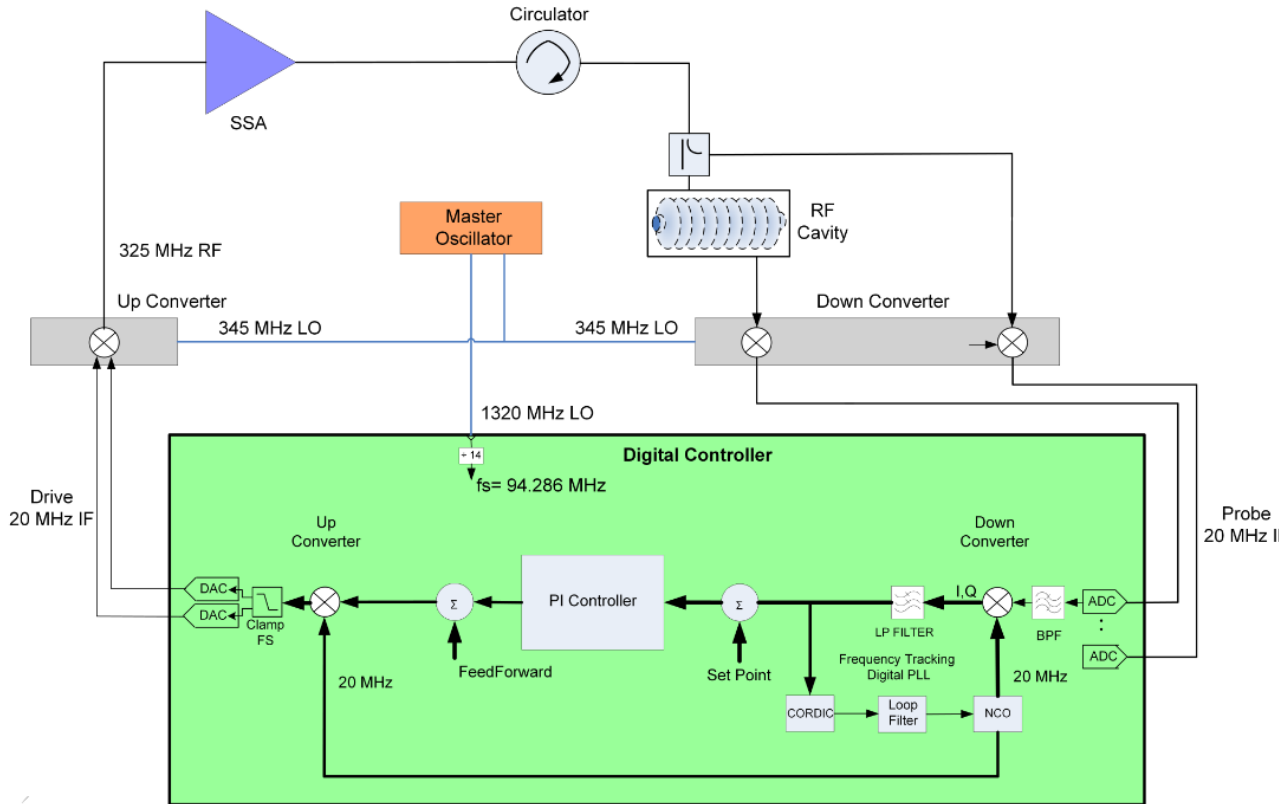 Circulator
SSA
RF
Cavity
Master
Oscillator
325 MHz RF
Up Converter
Down Converter
345 MHz LO
345 MHz LO
1320 MHz LO
÷ 14
Digital Controller
fs= 94.286 MHz
Drive
20 MHz IF
Probe
20 MHz I
Up
Converter
Down
Converter
DAC
DAC
Clamp
FS
Σ
PI Controller
Σ
I,Q
LP FILTER
BPF
ADC
:
ADC
20 MHz
FeedForward
Set Point
Frequency Tracking
Digital PLL
20 MHz
CORDIC
Loop
Filter
NCO